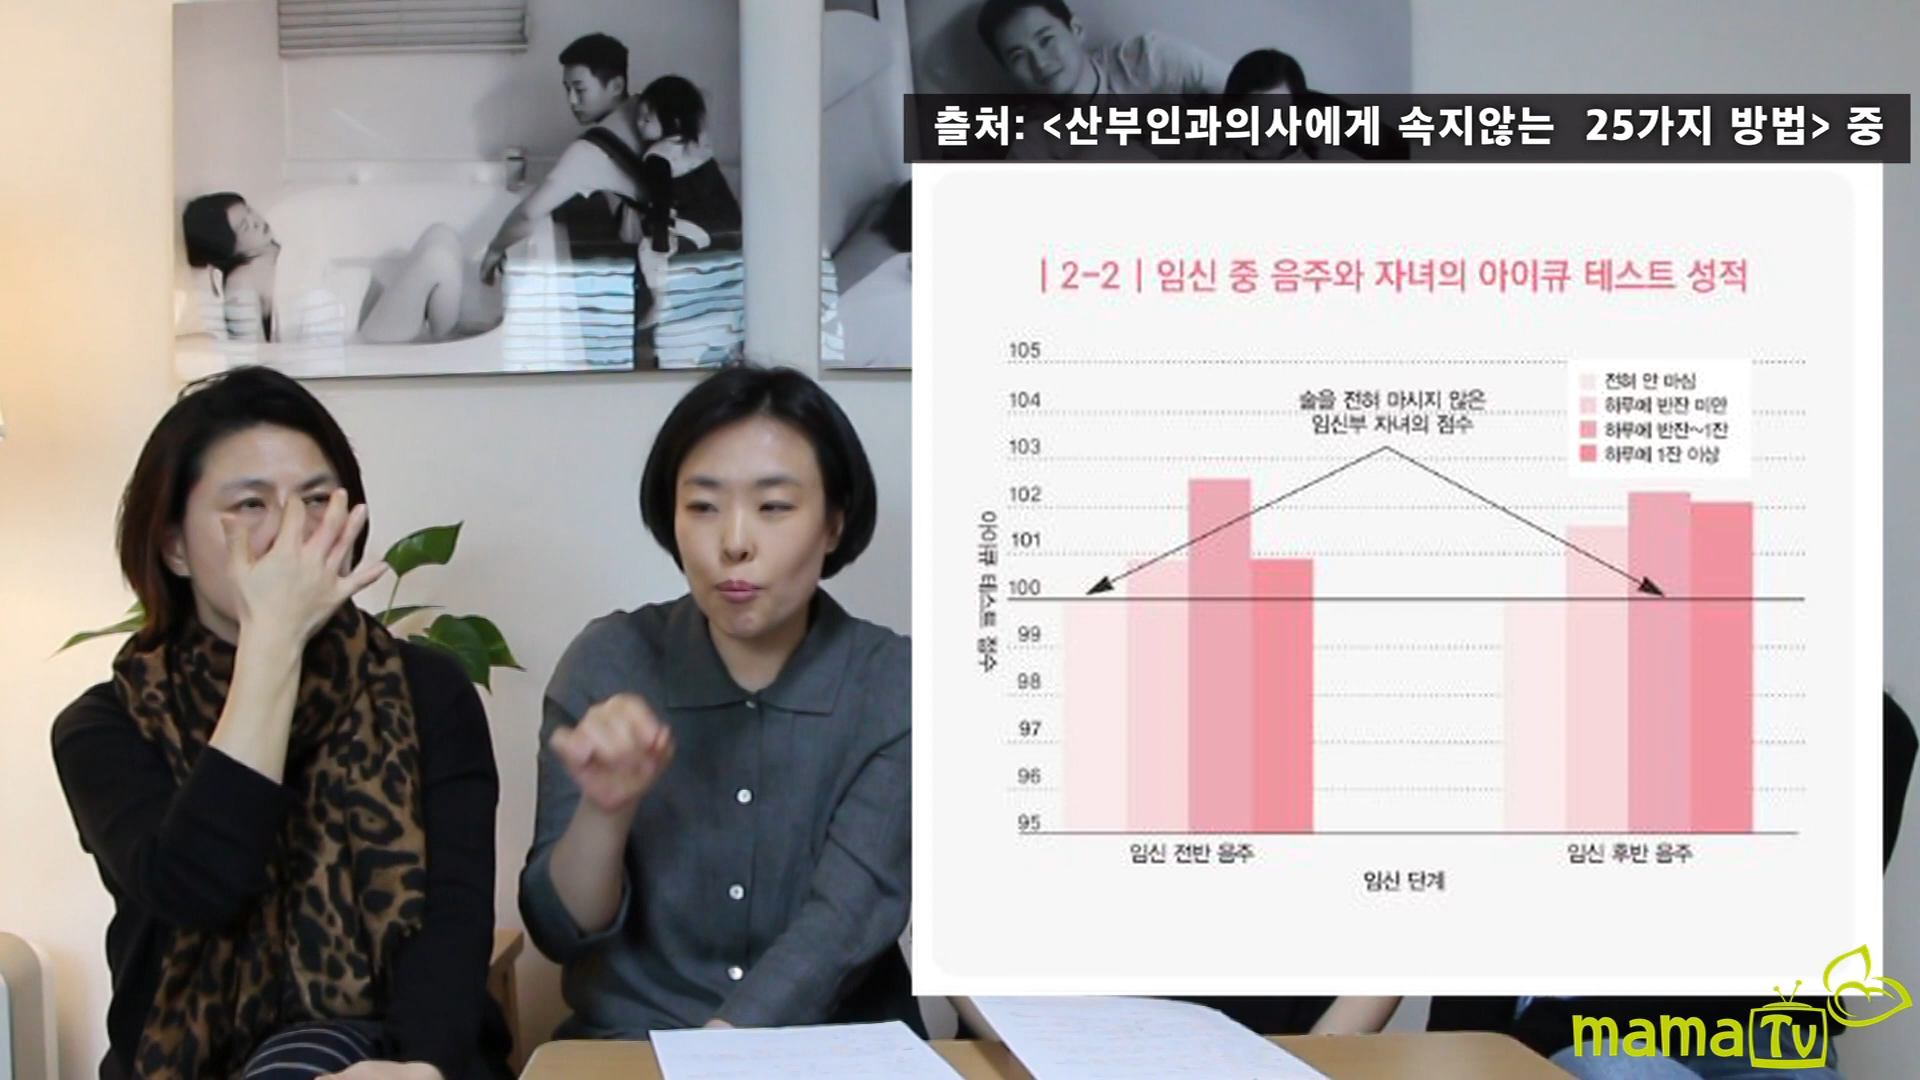 출처: <산부인과의사에게 속지않는 25가지 방법> 중
| 2-2 | 임신 중 음주와 자녀의 아이큐 테스트 성적
105
104
103
102
101
100
99
98
97
96
95
아이큐 테스트 점수
술을 전혀 마시지 않은
임신부 자녀의 점수
전혀 안 마심
하루에 반잔 미만
하루에 반잔~1잔
하루에 1잔 이상
임신 전반 음주
임신 후반 음주
임신 단계
mama Tv